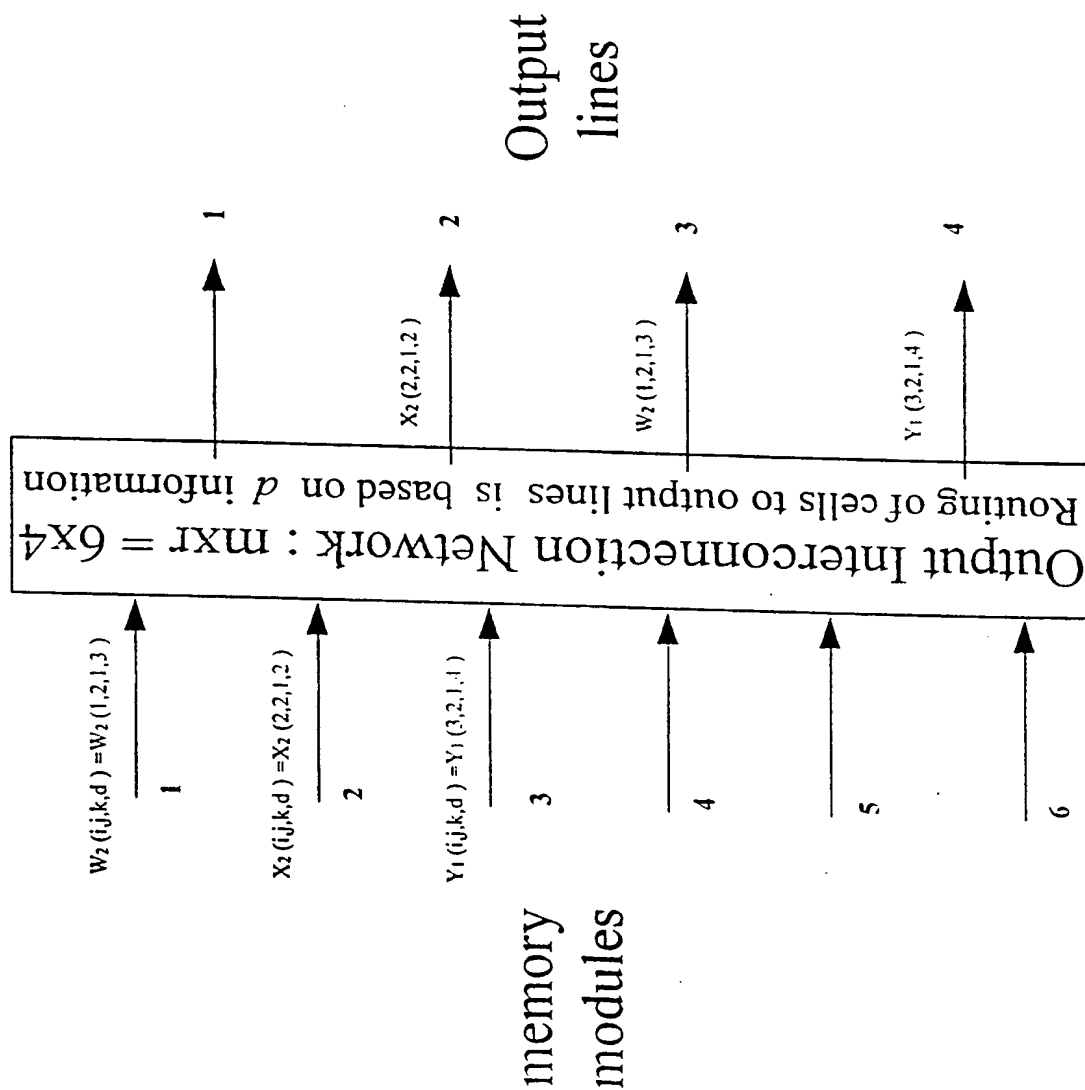 memory
modules
W2 (i,j,k,d ) =W2 (1,2,1,3)
1
X2 (i,j,k,d ) =X2 (2,2,1,2)
2
Y1 (i,j,k,d ) =Y1 (3,2,1,4)
3
4
5
6
Output Interconnection Network : mxr = 6x4
Routing of cells to output lines is based on d information
1
X2 (2,2,1,2)
2
W2 (1,2,1,3)
3
Y1 (3,2,1,4)
4
Output
lines